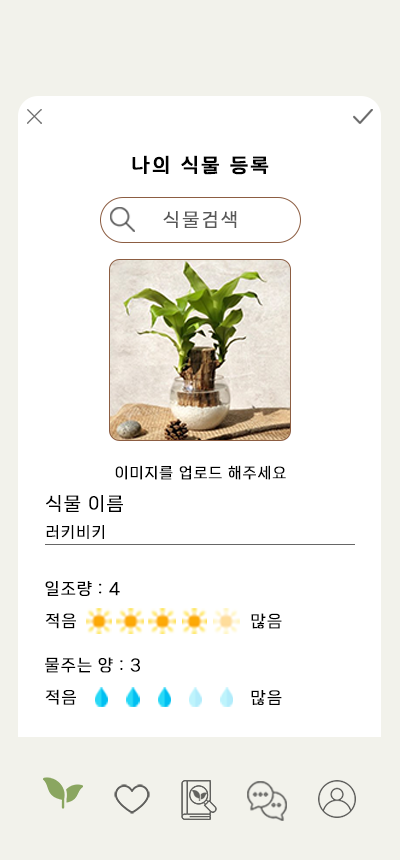 나의 식물 등록
식물검색
이미지를 업로드 해주세요
식물 이름
러키비키
일조량 : 4
적음 많음
물주는 양 : 3
적음 많음